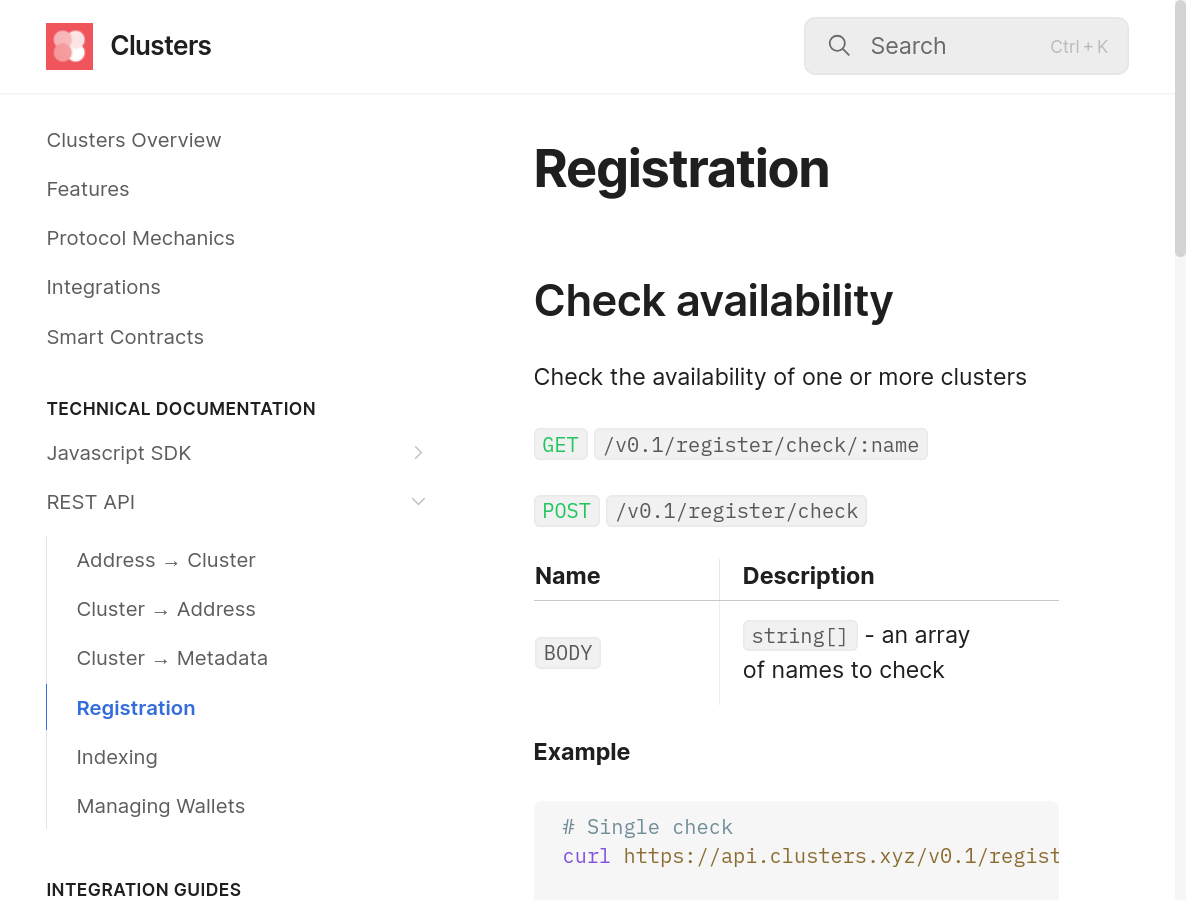 Clusters
Search
Ctrl + K
Clusters Overview
Features
Protocol Mechanics
Integrations
Smart Contracts
TECHNICAL DOCUMENTATION
Javascript SDK
REST API
Address → Cluster
Cluster → Address
Cluster → Metadata
Registration
Indexing
Managing Wallets
INTEGRATION GUIDES
Registration
Check availability
Check the availability of one or more clusters
GET /v0.1/register/check/:name
POST /v0.1/register/check
Name Description
BODY
string[] - an array
of names to check
Example
# Single check
curl https://api.clusters.xyz/v0.1/regist